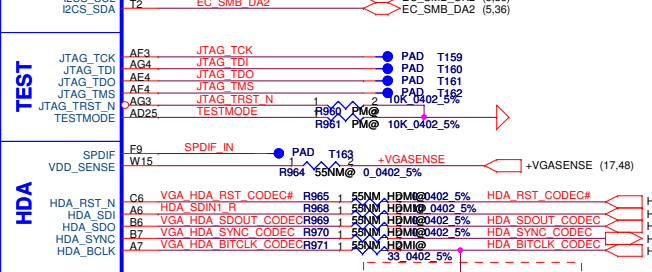 I2CS_SDA T2 EC_SMB_DA2 EC_SMB_DA2 (5,36)
TEST
JTAG_TCK AF3 JTAG_TCK PAD T159
JTAG_TDI AG4 JTAG_TDI PAD T160
JTAG_TDO AE4 JTAG_TDO PAD T161
JTAG_TMS AF4 JTAG_TMS PAD T162
JTAG_TRST_N AG3 JTAG_TRST_N 1 2 10K_0402_5%
TESTMODE AD25 TESTMODE R960 PM@
R961 PM@ 10K_0402_5%
SPDIF F9 SPDIF_IN PAD T163
VDD_SENSE W15 1 2 +VGASENSE +VGASENSE (17,48)
R964 55NM@ 0_0402_5%
HDA
HDA_RST_N C6 VGA_HDA_RST_CODEC# R965 1 55NM_HDMI@ 0402_5% HDA_RST_CODEC# H
HDA_SDI A6 HDA_SDIN1_R R968 1 55NM_HDMI@ 0402_5%
HDA_SDO B6 VGA_HDA_SDOUT_CODEC R969 1 55NM_HDMI@ 0402_5% HDA_SDOUT_CODEC H
HDA_SYNC B7 VGA_HDA_SYNC_CODEC R970 1 55NM_HDMI@ 0402_5% HDA_SYNC_CODEC H
HDA_BCLK A7 VGA_HDA_BITCLK_CODEC R971 1 55NM_HDMI@ HDA_BITCLK_CODEC H
33_0402_5%